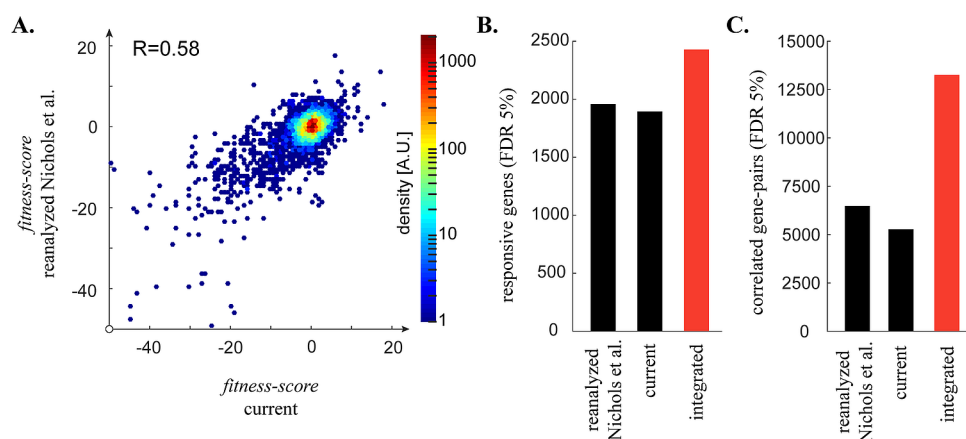 A.
R=0.58
20
0
-20
-40
-40
-20
0
20
fitness-score
reanalyzed Nichols et al.
fitness-score
current
density [A.U.]
1000
100
10
1
B.
responsive genes (FDR 5%)
2500
2000
1500
1000
500
0
reanalyzed
Nichols et al.
current
integrated
C.
correlated gene-pairs (FDR 5%)
15000
12500
10000
7500
5000
2500
0
reanalyzed
Nichols et al.
current
integrated